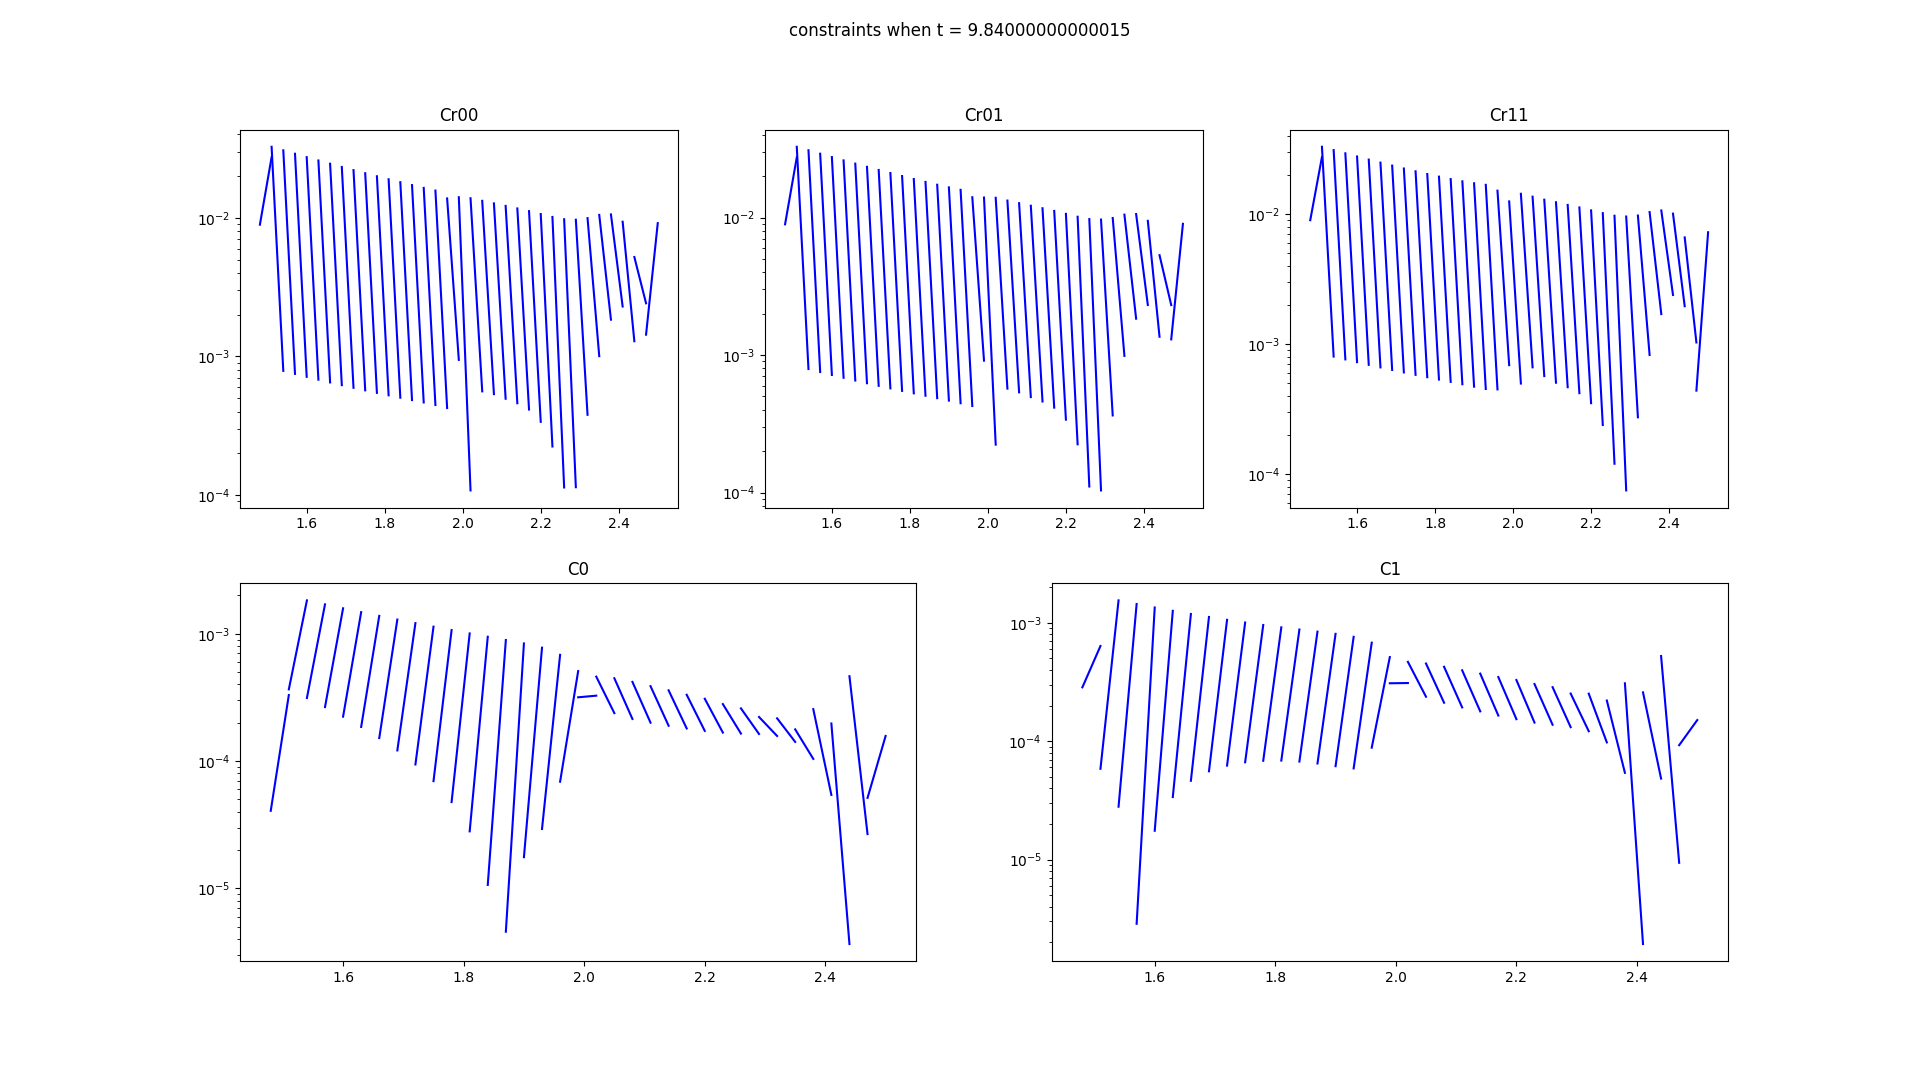 constraints when t = 9.84000000000015
Cr00 Cr01 Cr11
10⁻² 10⁻² 10⁻²
10⁻³ 10⁻³ 10⁻³
10⁻⁴ 10⁻⁴ 10⁻⁴
1.6 1.8 2.0 2.2 2.4 1.6 1.8 2.0 2.2 2.4 1.6 1.8 2.0 2.2 2.4
C0 C1
10⁻³ 10⁻³
10⁻⁴ 10⁻⁴
10⁻⁵ 10⁻⁵
1.6 1.8 2.0 2.2 2.4 1.6 1.8 2.0 2.2 2.4